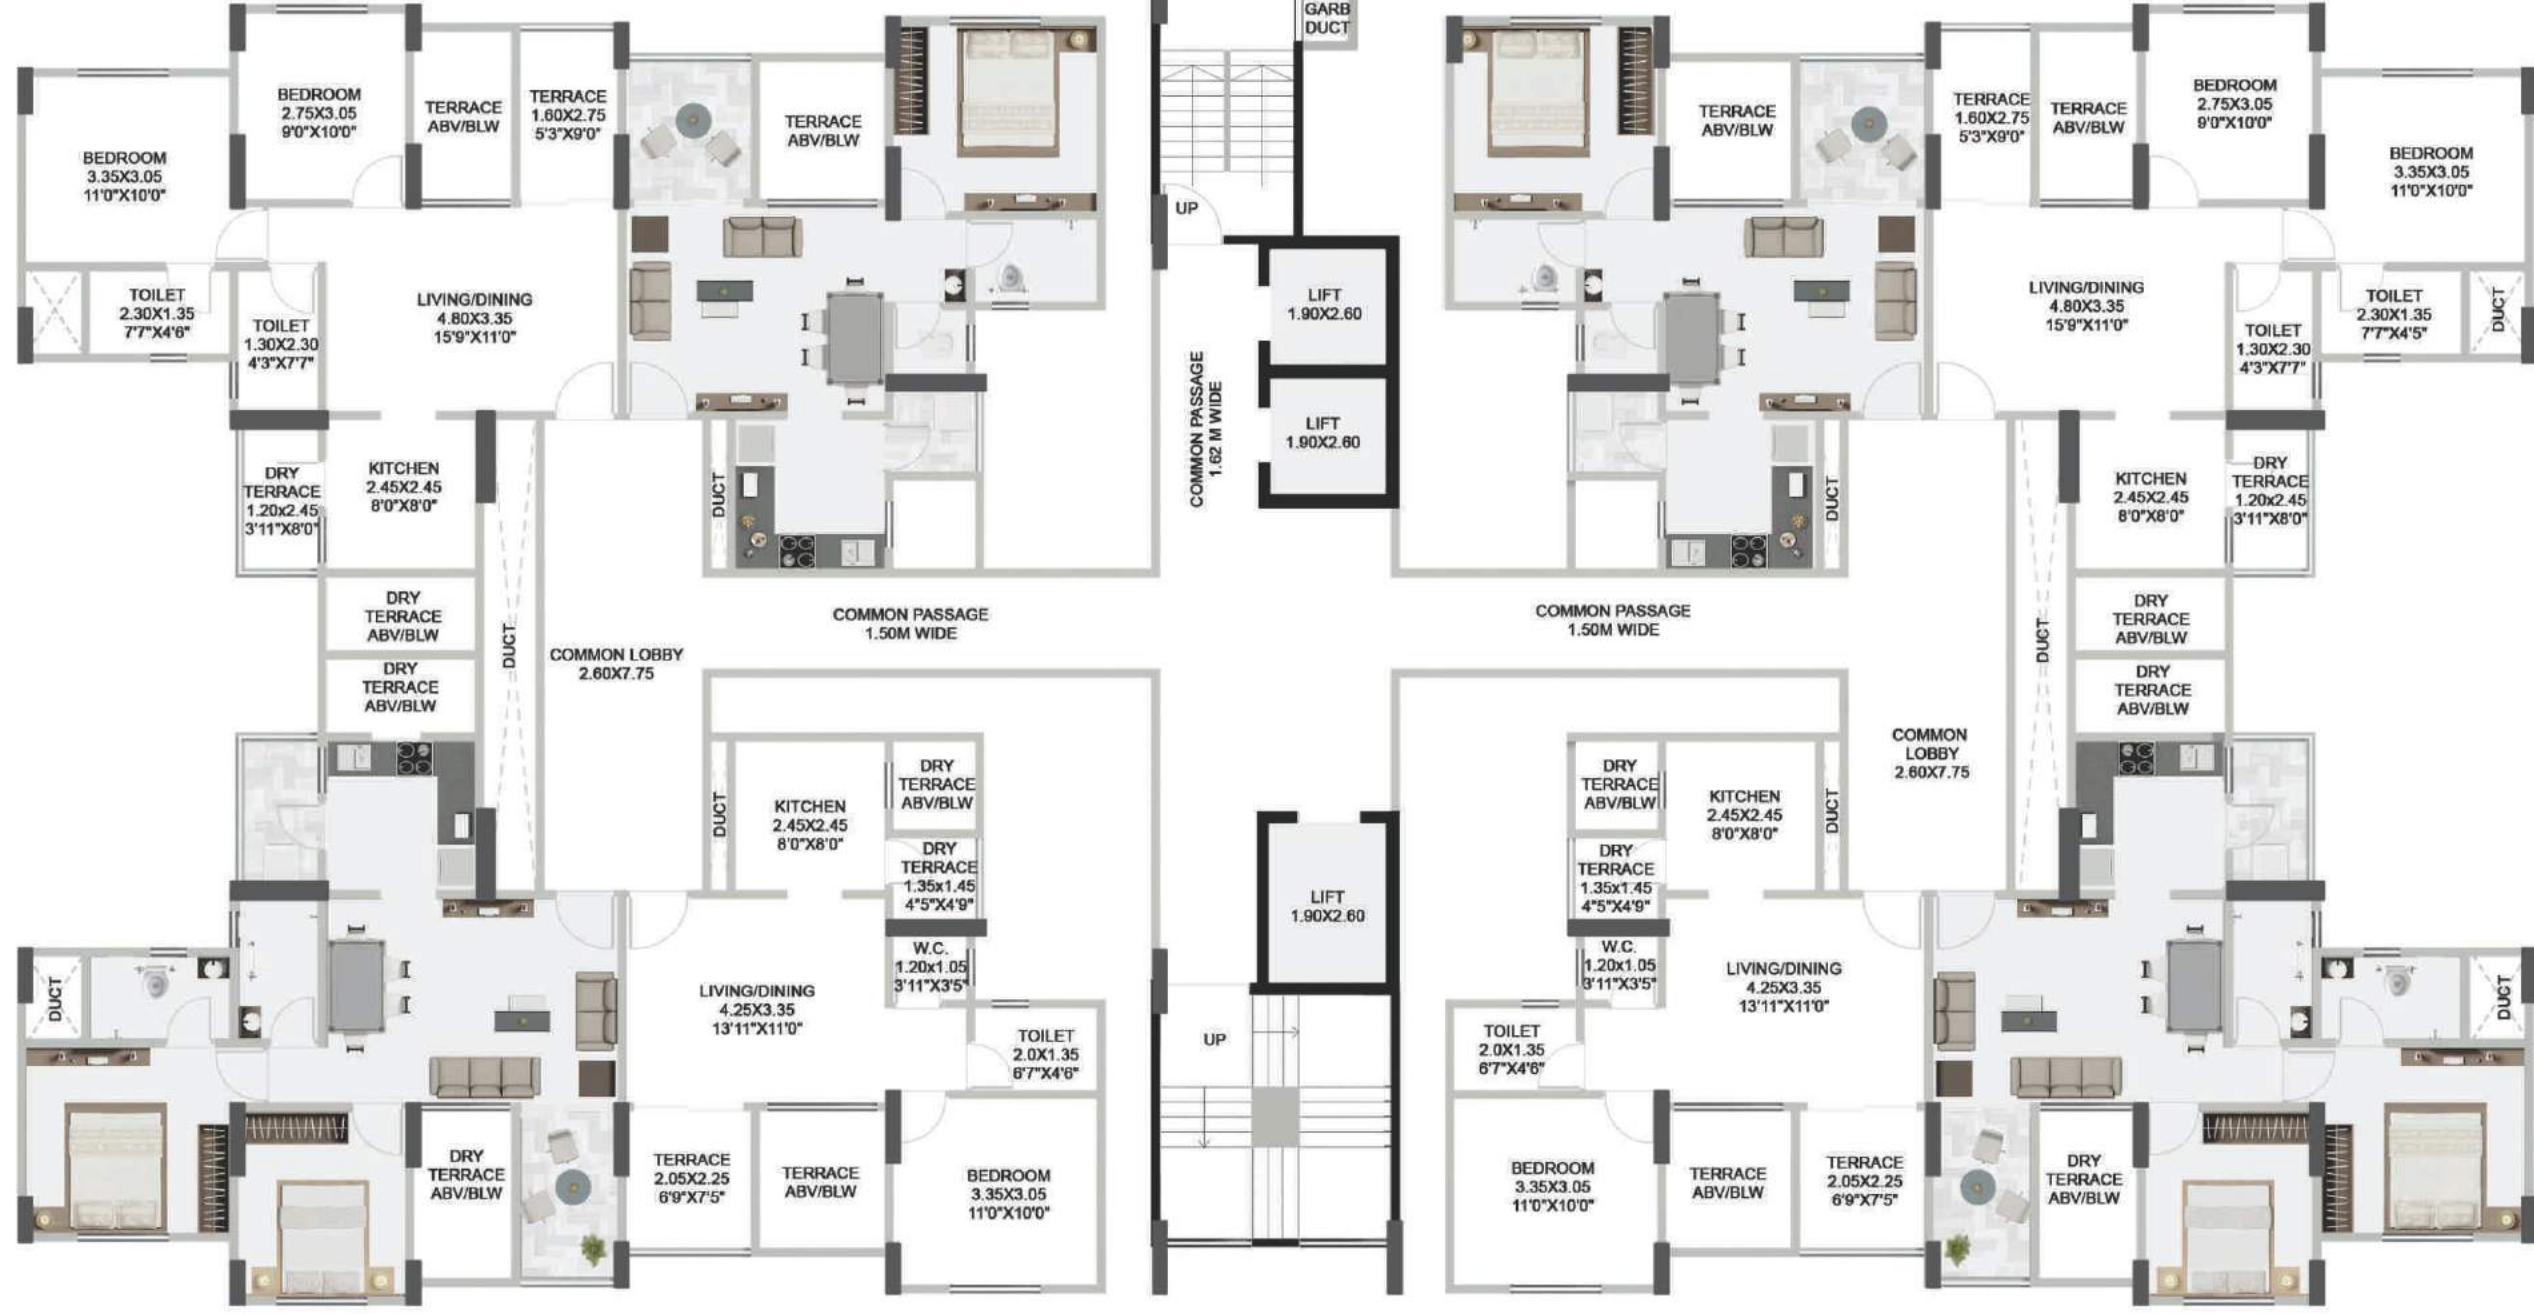 GARB
DUCT
BEDROOM
2.75X3.05
9'0"X10'0"
TERRACE
ABV/BLW
TERRACE
1.60X2.75
5'3"X9'0"
TERRACE
ABV/BLW
BEDROOM
3.35X3.05
11'0"X10'0"
UP
TERRACE
ABV/BLW
TERRACE
1.60X2.75
5'3"X9'0"
TERRACE
ABV/BLW
BEDROOM
2.75X3.05
9'0"X10'0"
BEDROOM
3.35X3.05
11'0"X10'0"
TOILET
2.30X1.35
7'7"X4'6"
TOILET
1.30X2.30
4'3"X7'7"
LIVING/DINING
4.80X3.35
15'9"X11'0"
LIFT
1.90X2.60
LIFT
1.90X2.60
COMMON PASSAGE
1.62 M WIDE
LIVING/DINING
4.80X3.35
15'9"X11'0"
TOILET
1.30X2.30
4'3"X7'7"
TOILET
2.30X1.35
7'7"X4'5"
DUCT
DRY
TERRACE
1.20x2.45
3'11"X8'0"
KITCHEN
2.45X2.45
8'0"X8'0"
DUCT
DUCT
KITCHEN
2.45X2.45
8'0"X8'0"
DRY
TERRACE
1.20x2.45
3'11"X8'0"
DRY
TERRACE
ABV/BLW
DRY
TERRACE
ABV/BLW
DUCT
COMMON LOBBY
2.60X7.75
COMMON PASSAGE
1.50M WIDE
COMMON PASSAGE
1.50M WIDE
DUCT
DRY
TERRACE
ABV/BLW
DRY
TERRACE
ABV/BLW
COMMON
LOBBY
2.60X7.75
DUCT
KITCHEN
2.45X2.45
8'0"X8'0"
DRY
TERRACE
ABV/BLW
DRY
TERRACE
1.35x1.45
4"5"X4'9"
LIFT
1.90X2.60
DRY
TERRACE
ABV/BLW
DRY
TERRACE
1.35x1.45
4"5"X4'9"
KITCHEN
2.45X2.45
8'0"X8'0"
DUCT
DUCT
LIVING/DINING
4.25X3.35
13'11"X11'0"
W.C.
1.20x1.05
3'11"X3'5"
TOILET
2.0X1.35
6'7"X4'6"
UP
W.C.
1.20x1.05
3'11"X3'5"
TOILET
2.0X1.35
6'7"X4'6"
LIVING/DINING
4.25X3.35
13'11"X11'0"
DUCT
DRY
TERRACE
ABV/BLW
TERRACE
2.05X2.25
6'9"X7'5"
TERRACE
ABV/BLW
BEDROOM
3.35X3.05
11'0"X10'0"
BEDROOM
3.35X3.05
11'0"X10'0"
TERRACE
ABV/BLW
TERRACE
2.05X2.25
6'9"X7'5"
DRY
TERRACE
ABV/BLW